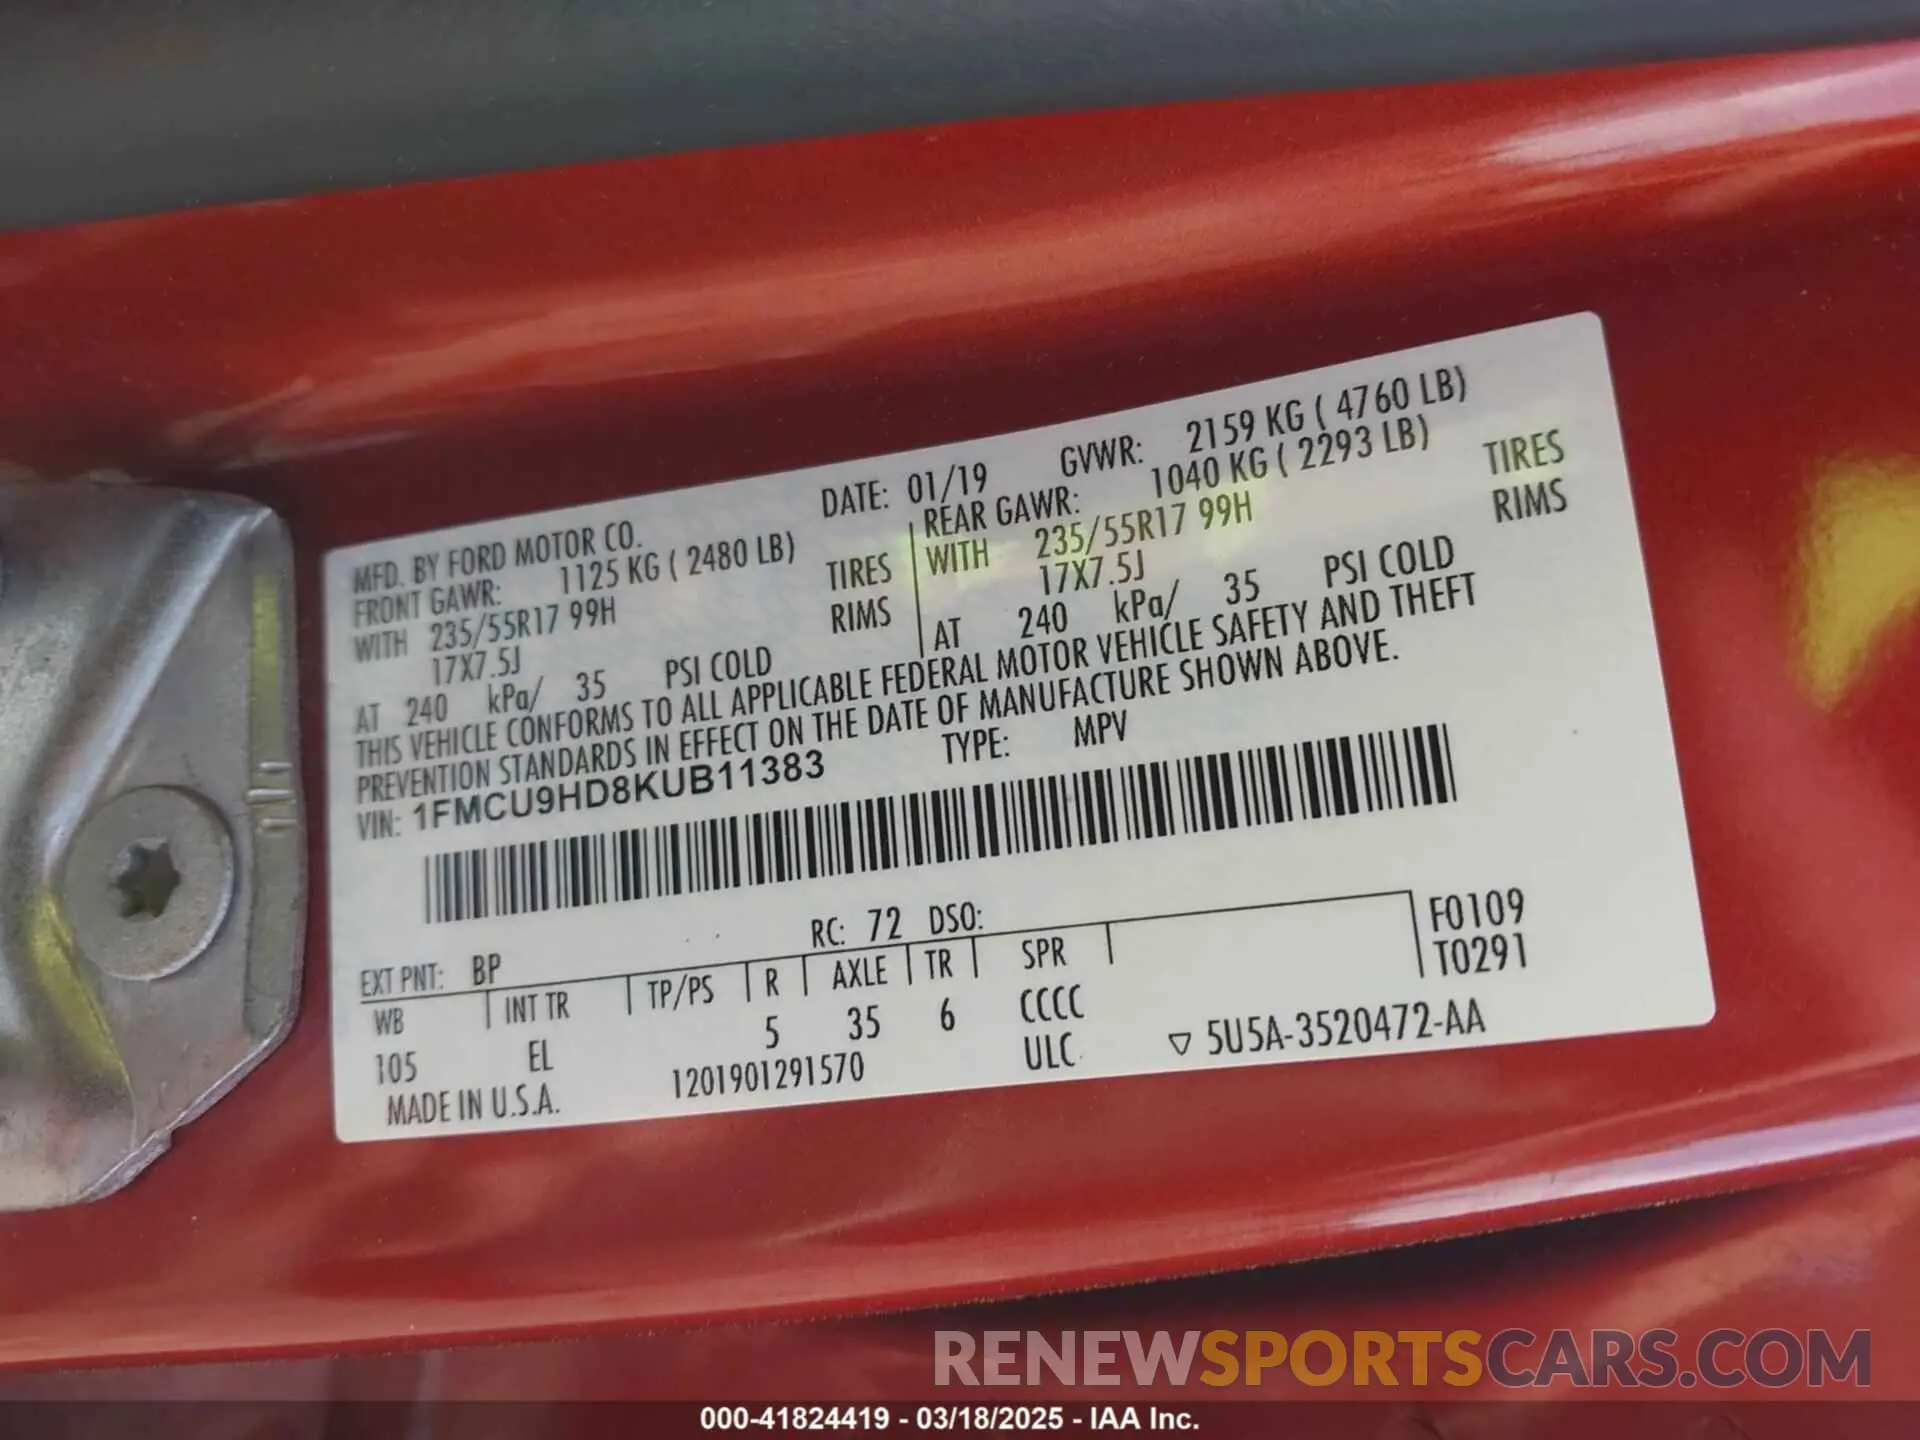 MFD. BY FORD MOTOR CO. DATE: 01/19 GVWR: 2159 KG ( 4760 LB)
FRONT GAWR: 1125 KG ( 2480 LB) REAR GAWR: 1040 KG ( 2293 LB)
WITH 235/55R17 99H TIRES WITH 235/55R17 99H TIRES
17X7.5J RIMS 17X7.5J RIMS
AT 240 kPa/ 35 PSI COLD AT 240 kPa/ 35 PSI COLD
THIS VEHICLE CONFORMS TO ALL APPLICABLE FEDERAL MOTOR VEHICLE SAFETY AND THEFT
PREVENTION STANDARDS IN EFFECT ON THE DATE OF MANUFACTURE SHOWN ABOVE.
VIN: 1FMCU9HD8KUB11383 TYPE: MPV
F0109
T0291
EXT PNT: BP RC: 72 DSO:
WB INT TR TP/PS R AXLE TR SPR
105 EL 5 35 6 CCCC
ULC
MADE IN U.S.A. 1201901291570 ▽ 5U5A-3520472-AA
RENEWSPORTSCARS.COM
000-41824419 - 03/18/2025 - IAA Inc.